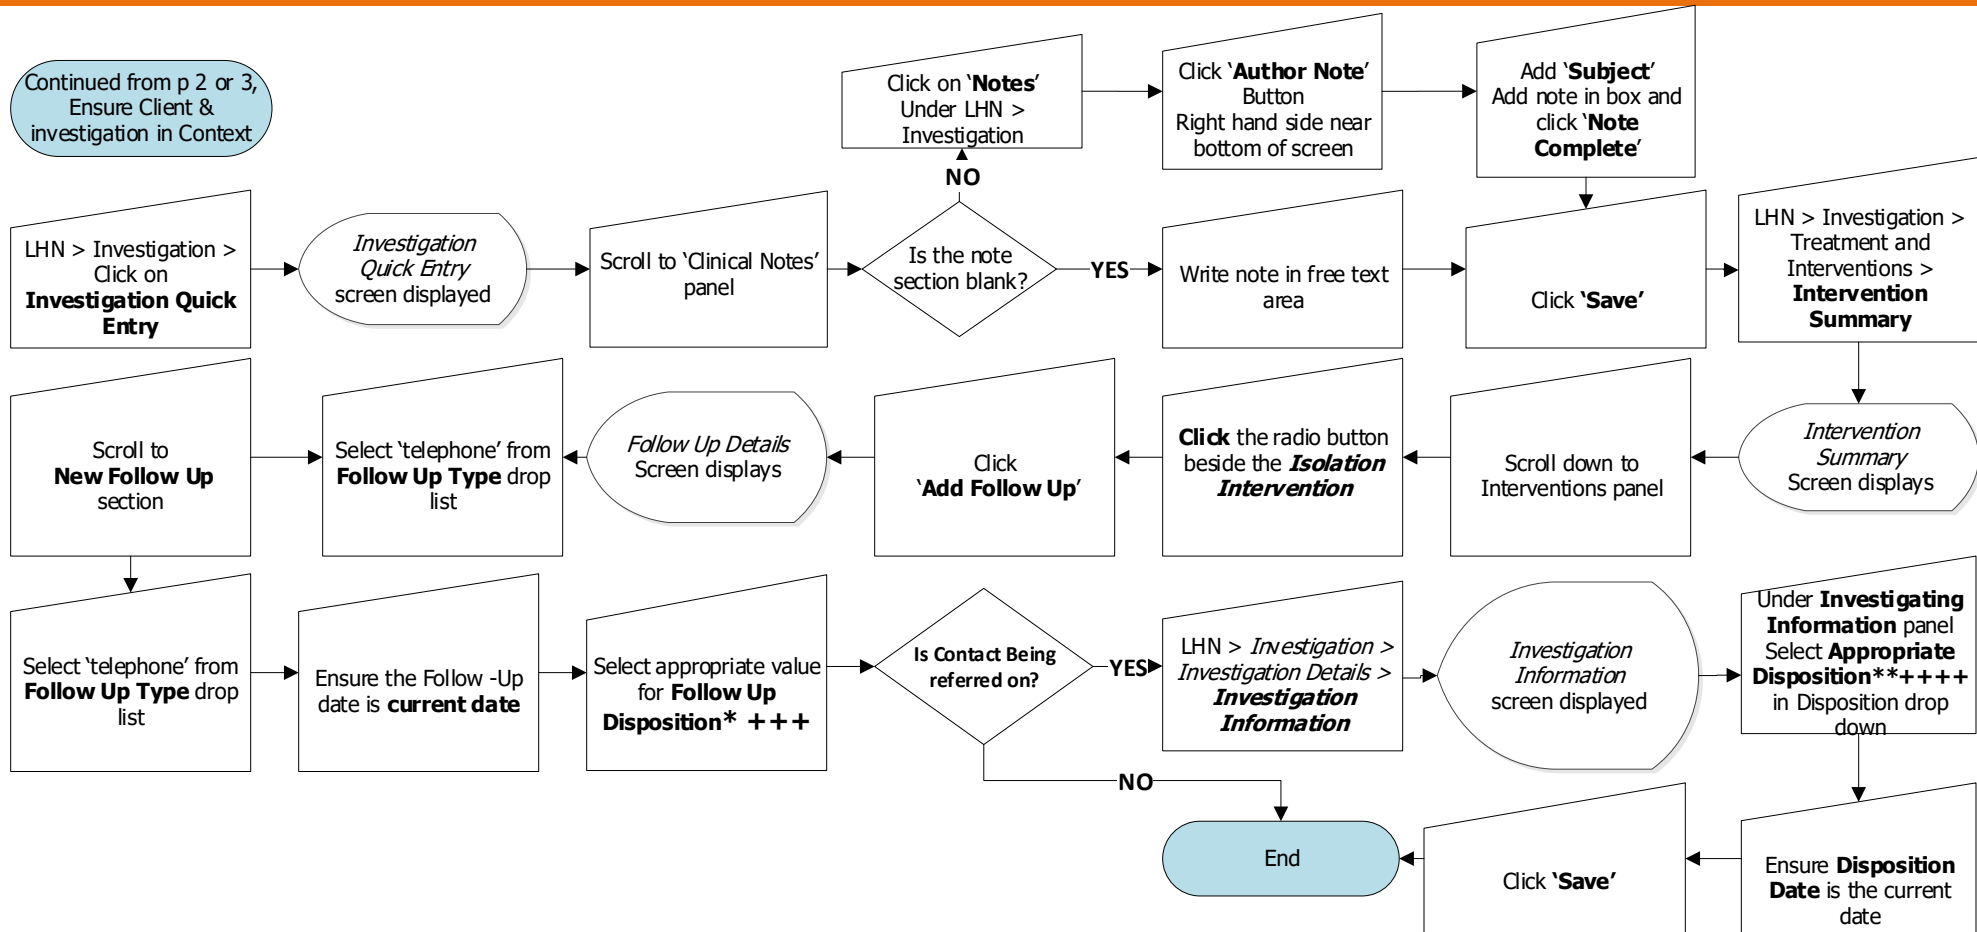 Continued from p 2 or 3,
Ensure Client &
investigation in Context
Click on ‘Notes’
Under LHN >
Investigation
Click ‘Author Note’
Button
Right hand side near
bottom of screen
Add ‘Subject’
Add note in box and
click ‘Note
Complete’
NO
LHN > Investigation >
Click on
Investigation Quick
Entry
Investigation
Quick Entry
screen displayed
Scroll to ‘Clinical Notes’
panel
Is the note
section blank?
YES
Write note in free text
area
Click ‘Save’
LHN > Investigation >
Treatment and
Interventions >
Intervention
Summary
Scroll to
New Follow Up
section
Select ‘telephone’ from
Follow Up Type drop
list
Follow Up Details
Screen displays
Click
‘Add Follow Up’
Click the radio button
beside the Isolation
Intervention
Scroll down to
Interventions panel
Intervention
Summary
Screen displays
Select ‘telephone’ from
Follow Up Type drop
list
Ensure the Follow -Up
date is current date
Select appropriate value
for Follow Up
Disposition* +++
Is Contact Being
referred on?
YES
LHN > Investigation >
Investigation Details >
Investigation
Information
Investigation
Information
screen displayed
Under Investigating
Information panel
Select Appropriate
Disposition**++++
in Disposition drop
down
NO
End
Click ‘Save’
Ensure Disposition
Date is the current
date